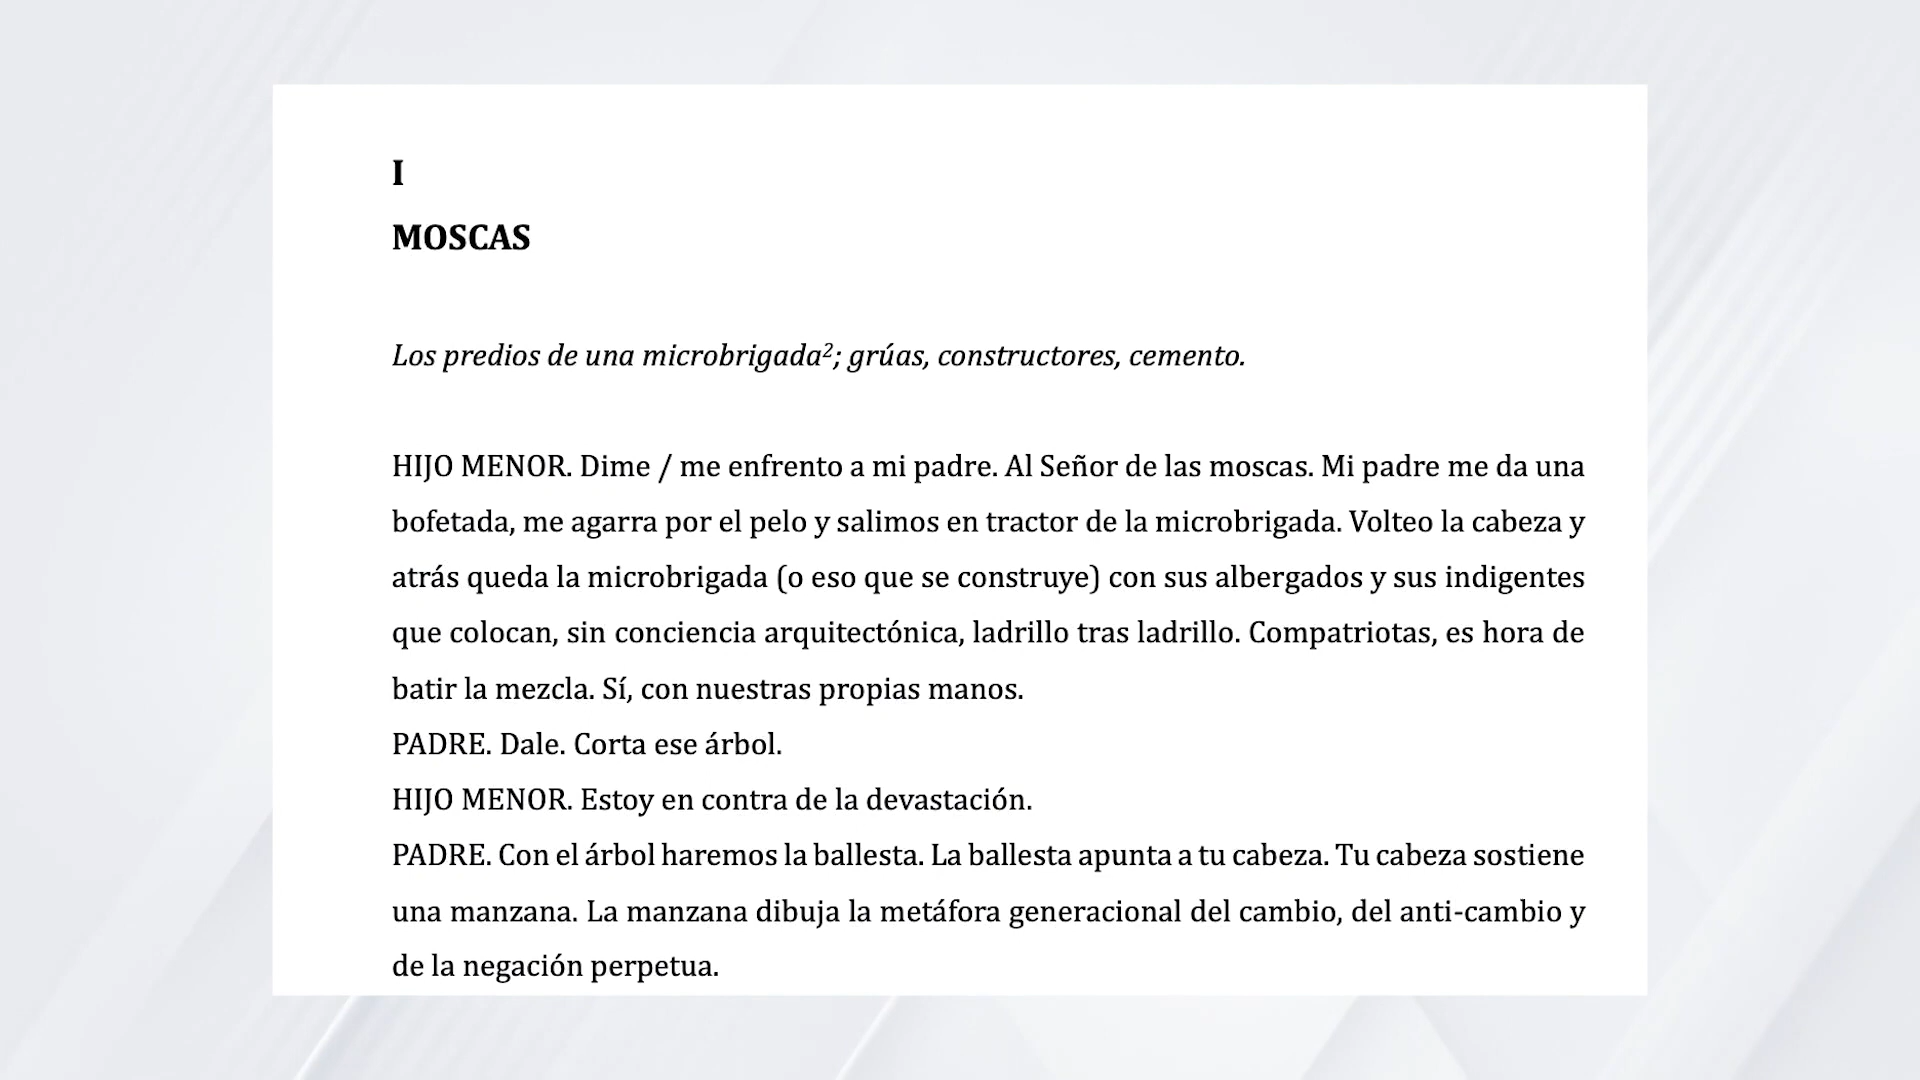 I
MOSCAS
Los predios de una microbrigada²; grúas, constructores, cemento.
HIJO MENOR. Dime / me enfrento a mi padre. Al Señor de las moscas. Mi padre me da una
bofetada, me agarra por el pelo y salimos en tractor de la microbrigada. Volteo la cabeza y
atrás queda la microbrigada (o eso que se construye) con sus albergados y sus indigentes
que colocan, sin conciencia arquitectónica, ladrillo tras ladrillo. Compatriotas, es hora de
batir la mezcla. Sí, con nuestras propias manos.
PADRE. Dale. Corta ese árbol.
HIJO MENOR. Estoy en contra de la devastación.
PADRE. Con el árbol haremos la ballesta. La ballesta apunta a tu cabeza. Tu cabeza sostiene
una manzana. La manzana dibuja la metáfora generacional del cambio, del anti-cambio y
de la negación perpetua.